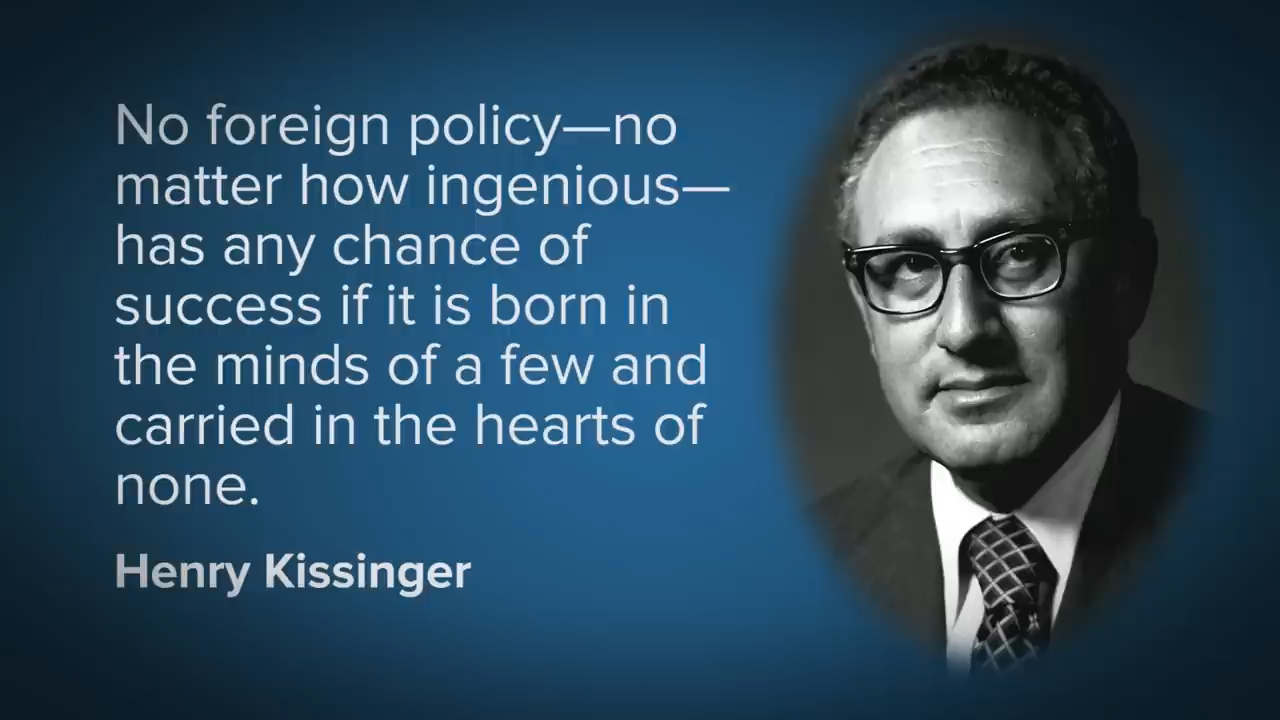 No foreign policy—no
matter how ingenious—
has any chance of
success if it is born in
the minds of a few and
carried in the hearts of
none.
Henry Kissinger